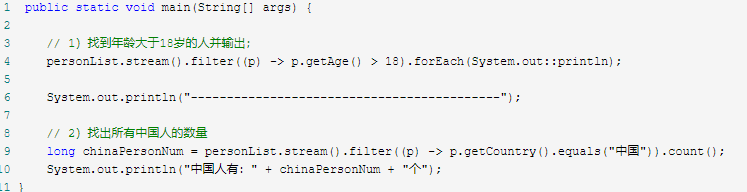 1 public static void main(String[] args) {
2
3 // 1) 找到年龄大于18岁的人并输出;
4 personList.stream().filter((p) -> p.getAge() > 18).forEach(System.out::println);
5
6 System.out.println("-------------------------------------------");
7
8 // 2) 找出所有中国人的数量
9 long chinaPersonNum = personList.stream().filter((p) -> p.getCountry().equals("中国")).count();
10 System.out.println("中国人有: " + chinaPersonNum + "个");
11 }